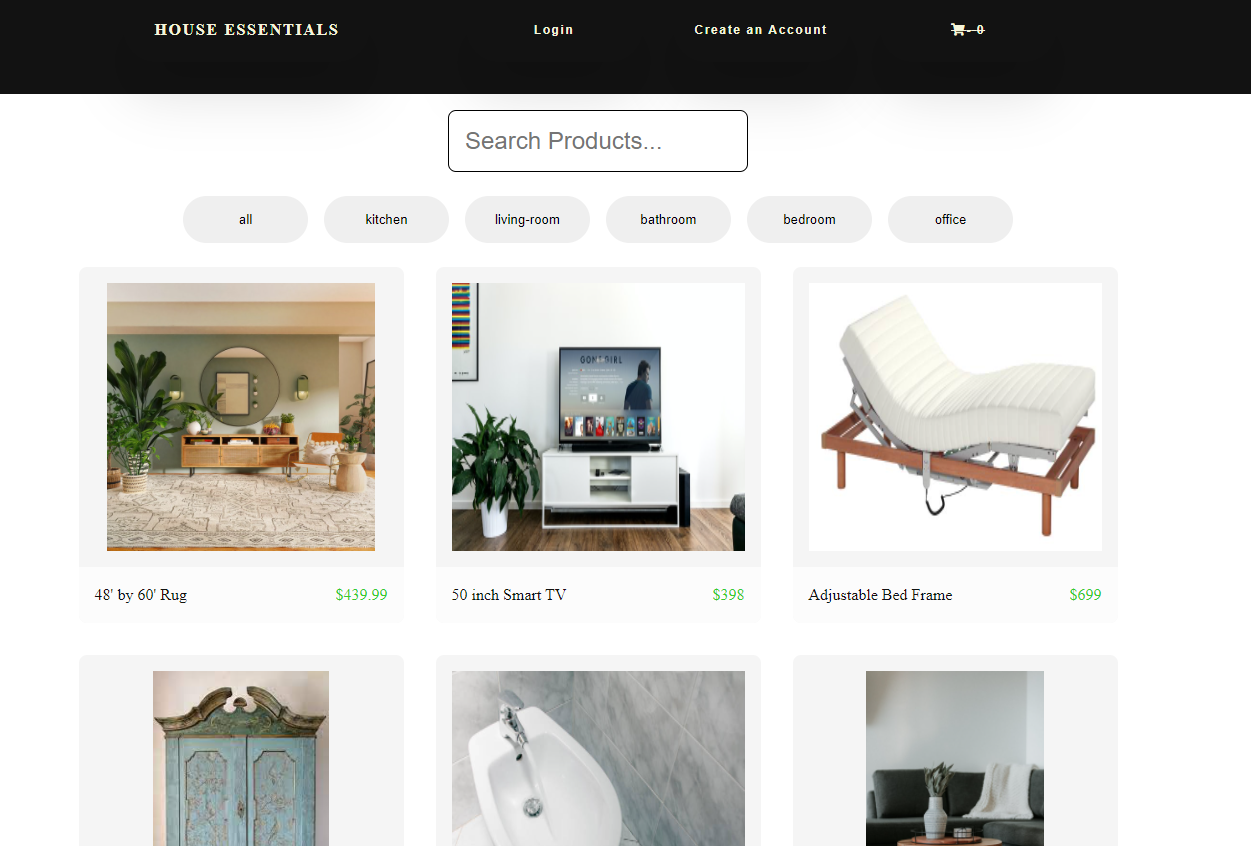 HOUSE ESSENTIALS
Login
Create an Account
- 0
Search Products...
all
kitchen
living-room
bathroom
bedroom
office
GONE GIRL
48' by 60' Rug
$439.99
50 inch Smart TV
$398
Adjustable Bed Frame
$699